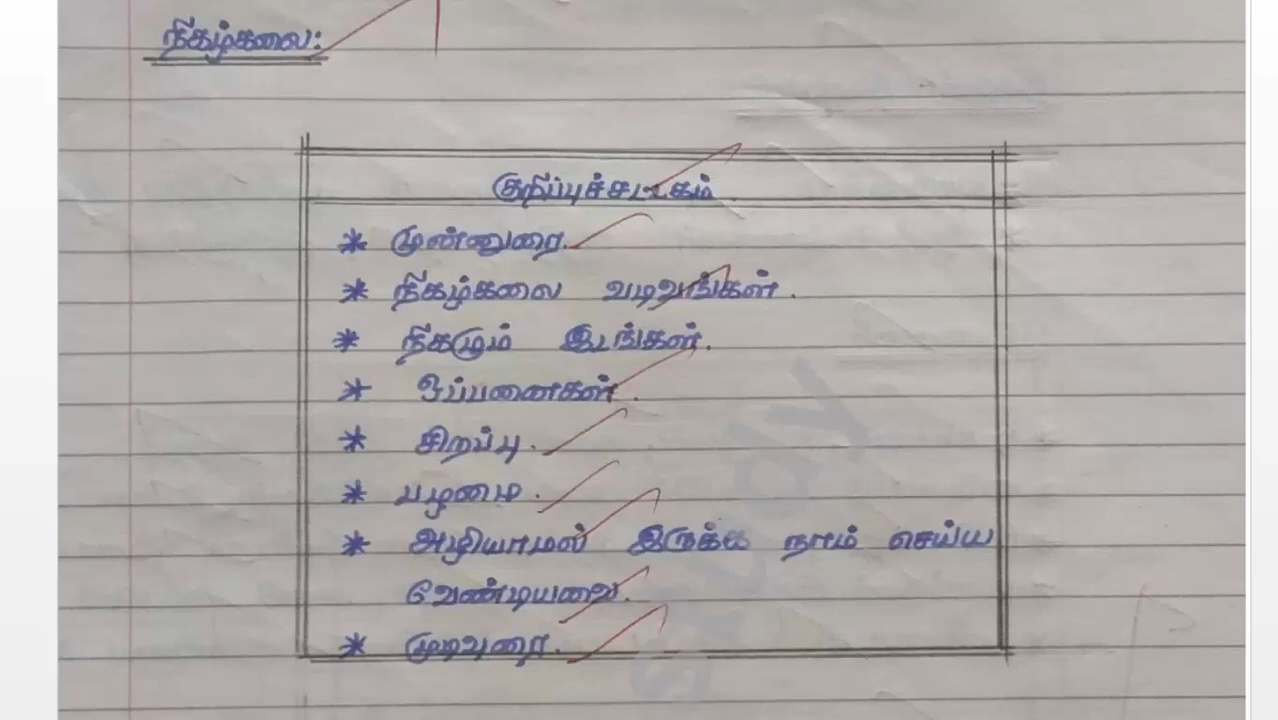 நிகழ்கலை:
குறிப்புச்சட்டகம்.
* முன்னுரை.
* நிகழ்கலை வடிவங்கள்.
* நிகழும் இடங்கள்.
* ஒப்பனைகள்.
* சிறப்பு.
* பழமை.
* அழியாமல் இருக்க நாம் செய்ய
வேண்டியவை.
* முடிவுரை.